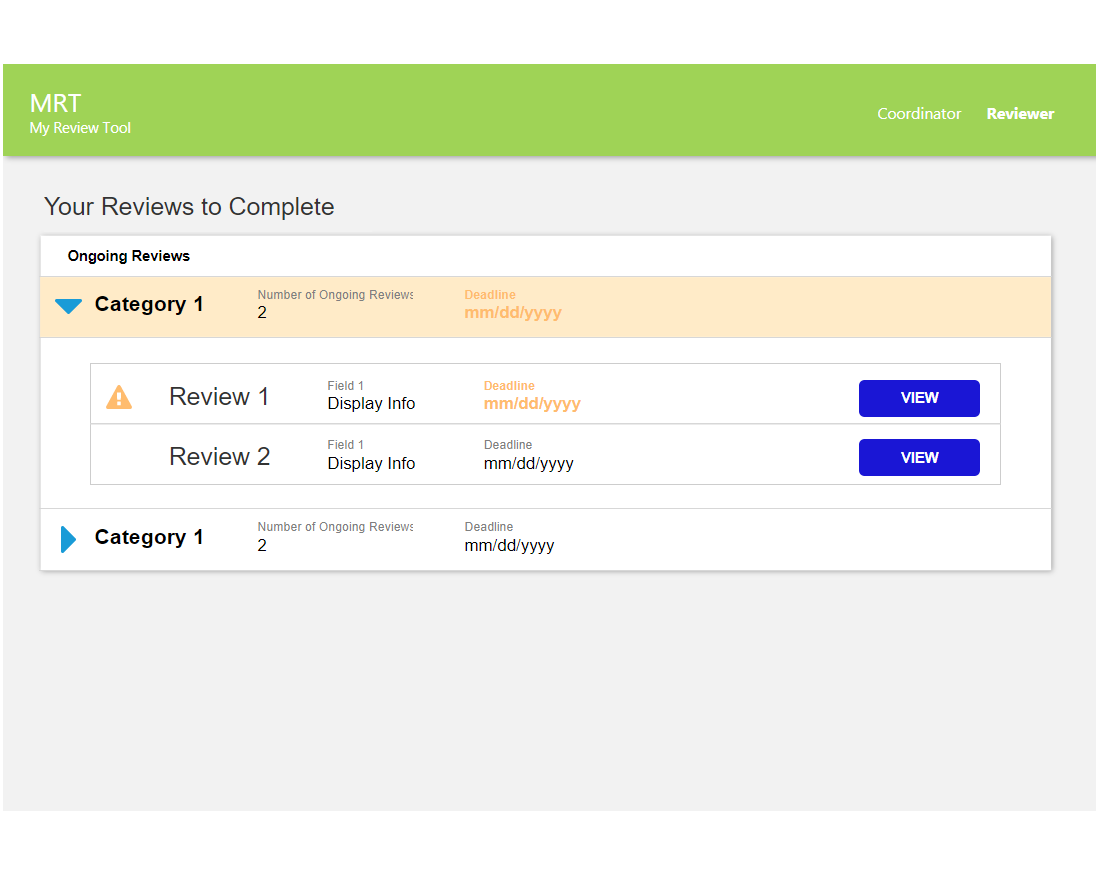 MRT
My Review Tool
Coordinator Reviewer
Your Reviews to Complete
Ongoing Reviews
Category 1
Number of Ongoing Reviews
2
Deadline
mm/dd/yyyy
Review 1
Field 1
Display Info
Deadline
mm/dd/yyyy
VIEW
Review 2
Field 1
Display Info
Deadline
mm/dd/yyyy
VIEW
Category 1
Number of Ongoing Reviews
2
Deadline
mm/dd/yyyy